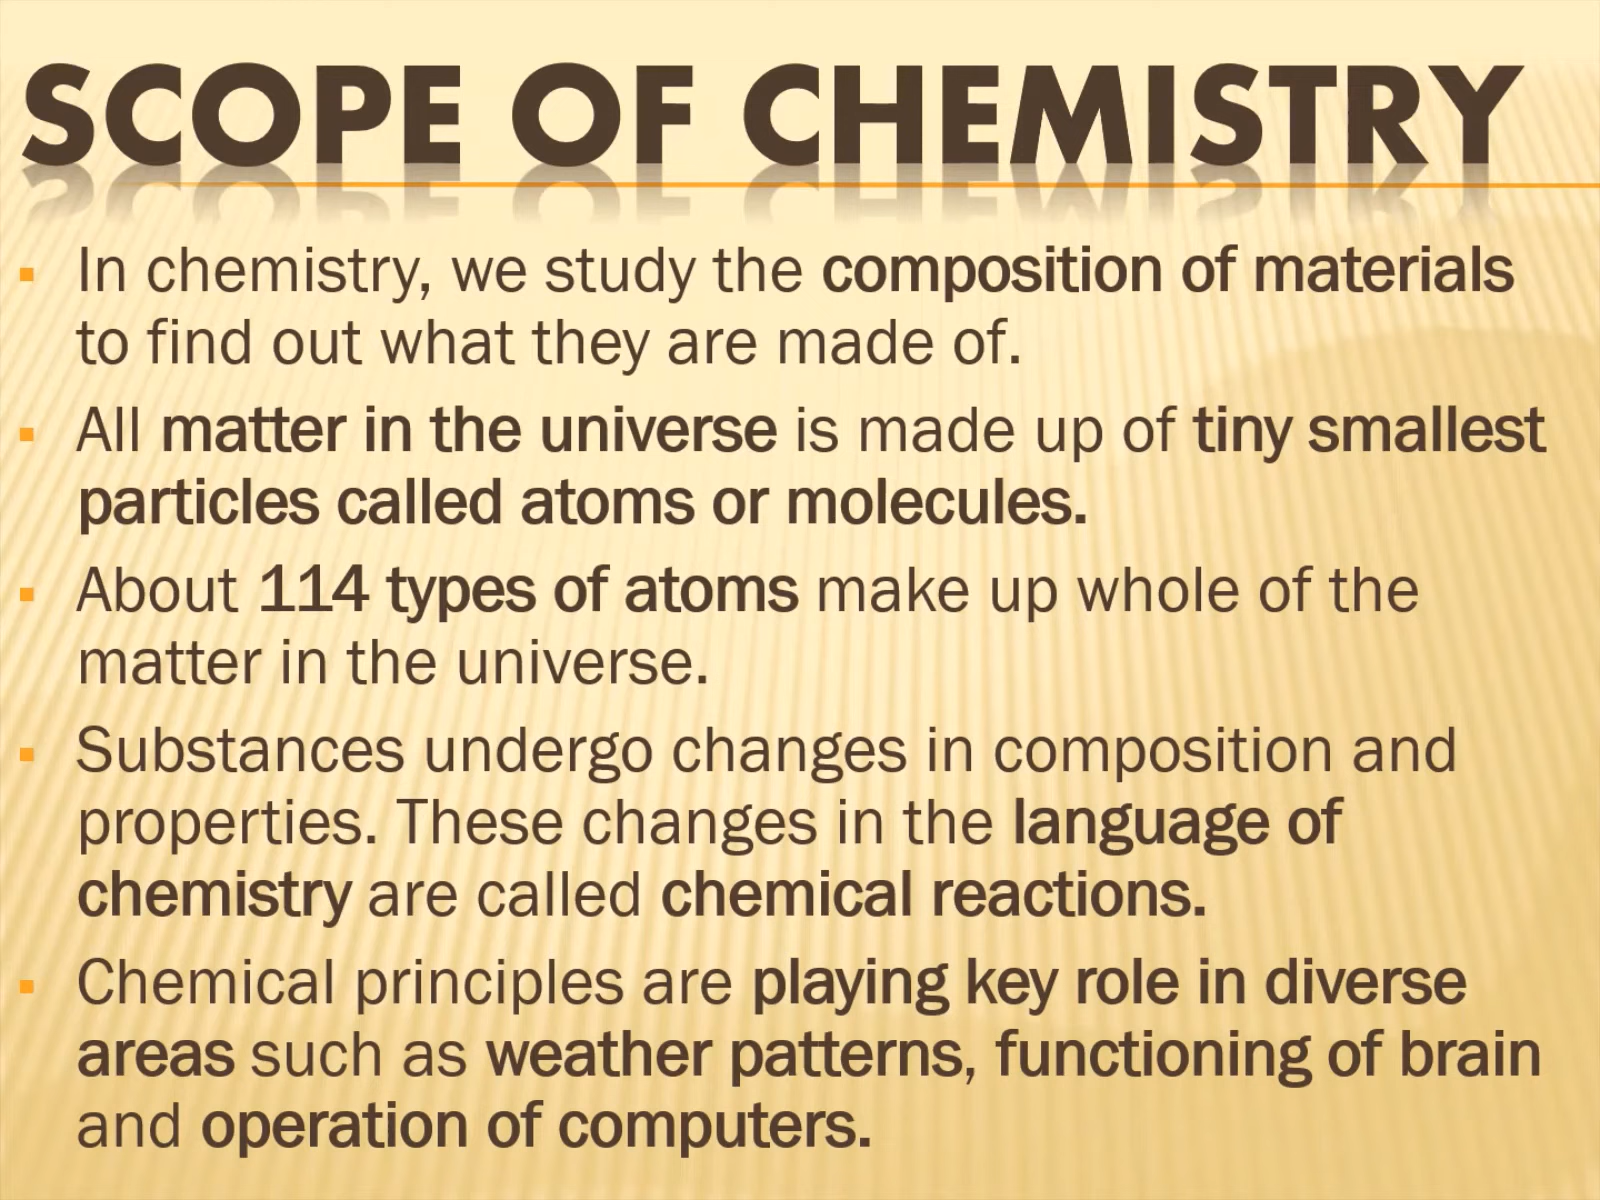 SCOPE OF CHEMISTRY
▪ In chemistry, we study the composition of materials
to find out what they are made of.
▪ All matter in the universe is made up of tiny smallest
particles called atoms or molecules.
▪ About 114 types of atoms make up whole of the
matter in the universe.
▪ Substances undergo changes in composition and
properties. These changes in the language of
chemistry are called chemical reactions.
▪ Chemical principles are playing key role in diverse
areas such as weather patterns, functioning of brain
and operation of computers.